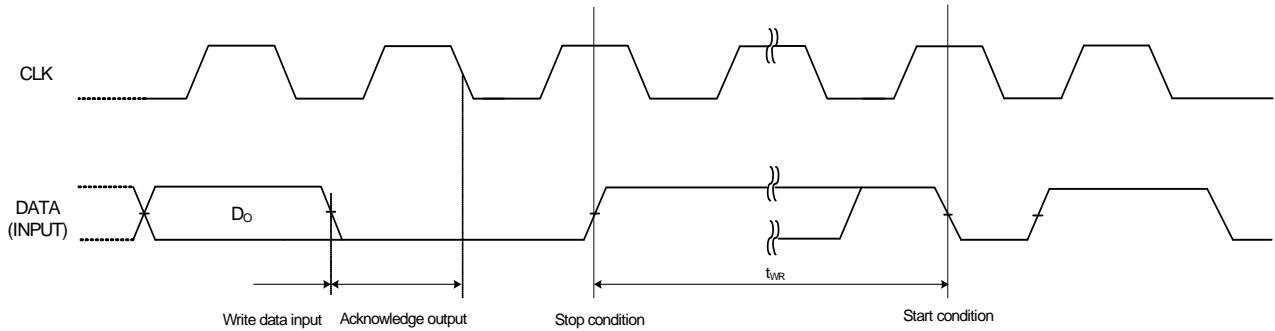 CLK
DATA
(INPUT)
DO
tWR
Write data input
Acknowledge output
Stop condition
Start condition